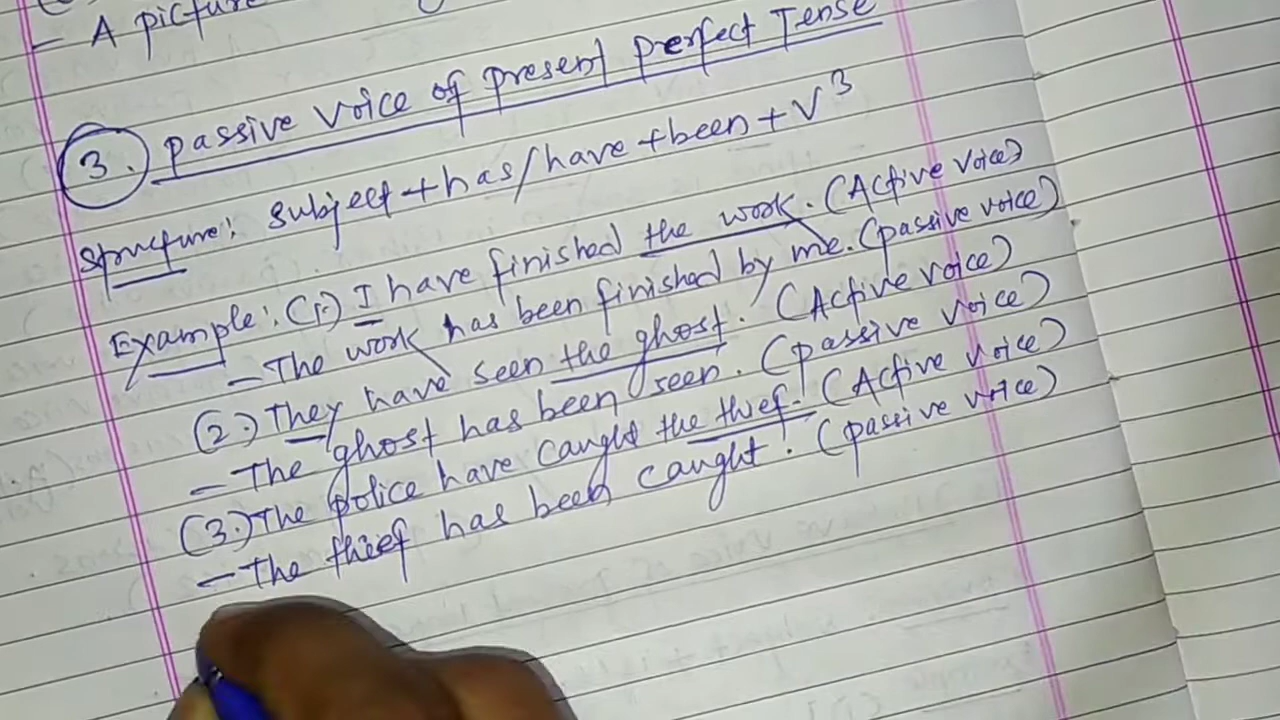 - A picture
3. passive voice of present perfect Tense
Structure: Subject + has/have + been + V³
Example: (1.) I have finished the work. (Active voice)
- The work has been finished by me. (passive voice)
(2.) They have seen the ghost. (Active voice)
- The ghost has been seen. (passive voice)
(3.) The police have caught the thief. (Active voice)
- The thief has been caught. (passive voice)